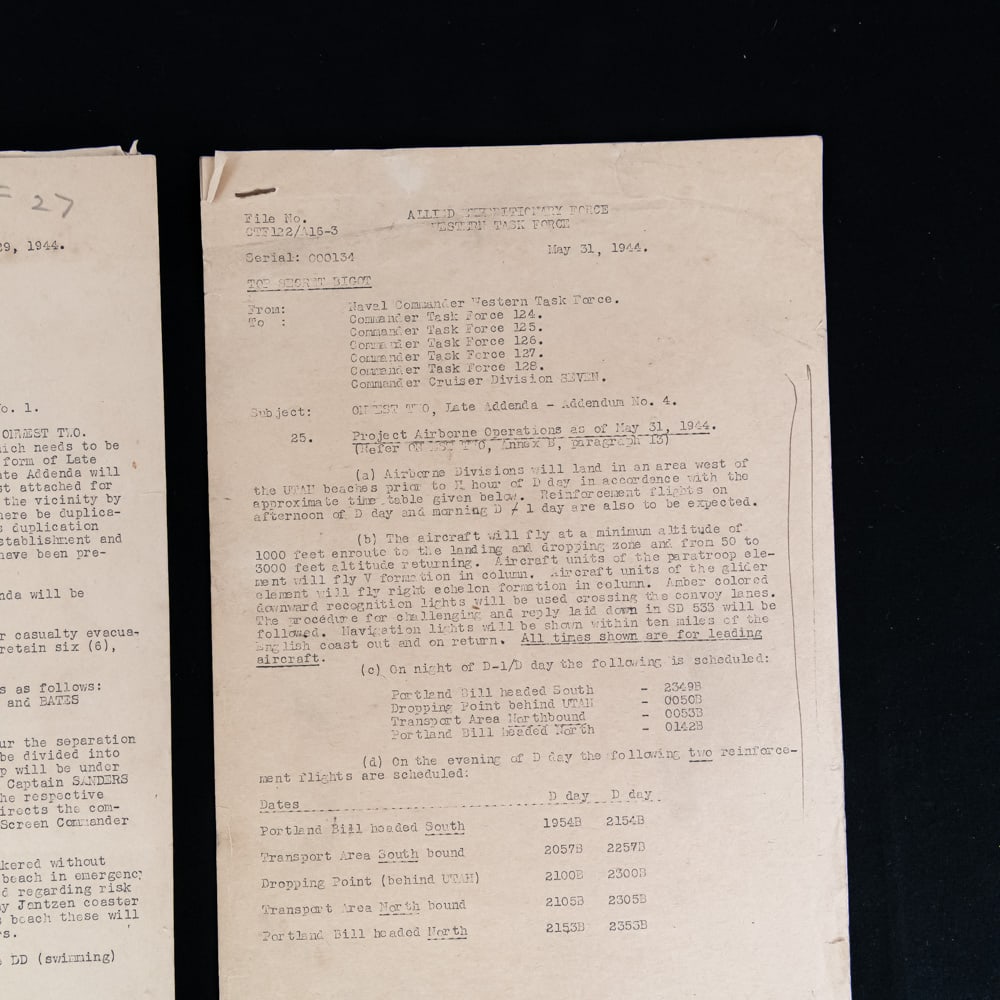 = 27
29, 1944.
o. 1.
ONWEST TWO.
hich needs to be
form of Late
ate Addenda will
st attached for
the vicinity by
here be duplica-
s duplication
stablishment and
have been pre-
nda will be
r casualty evacua-
retain six (6),
s as follows:
and BATES
ur the separation
be divided into
p will be under
Captain SANDERS
he respective
irects the com-
Screen Commander
kered without
beach in emergency
d regarding risk
y Jantzen coaster
s beach these will
rs.
DD (swimming)
File No.
CTF122/A16-3
ALLIED EXPEDITIONARY FORCE
WESTERN TASK FORCE
Serial: 000134
May 31, 1944.
TOP SECRET BIGOT
From: Naval Commander Western Task Force.
To : Commander Task Force 124.
Commander Task Force 125.
Commander Task Force 126.
Commander Task Force 127.
Commander Task Force 128.
Commander Cruiser Division SEVEN.
Subject: ONWEST TWO, Late Addenda - Addendum No. 4.
25. Project Airborne Operations as of May 31, 1944.
(Refer ONWEST TWO, Annex B, paragraph 13)
(a) Airborne Divisions will land in an area west of
the UTAH beaches prior to H hour of D day in accordance with the
approximate time table given below. Reinforcement flights on
afternoon of D day and morning D / 1 day are also to be expected.
(b) The aircraft will fly at a minimum altitude of
1000 feet enroute to the landing and dropping zone and from 50 to
3000 feet altitude returning. Aircraft units of the paratroop ele-
ment will fly V formation in column. Aircraft units of the glider
element will fly right echelon formation in column. Amber colored
downward recognition lights will be used crossing the convoy lanes.
The procedure for challenging and reply laid down in SD 533 will be
followed. Navigation lights will be shown within ten miles of the
English coast out and on return. All times shown are for leading
aircraft.
(c) On night of D-1/D day the following is scheduled:
Portland Bill headed South - 2349B
Dropping Point behind UTAH - 0050B
Transport Area Northbound - 0053B
Portland Bill headed North - 0142B
(d) On the evening of D day the following two reinforce-
ment flights are scheduled:
Dates D day D day
Portland Bill headed South 1954B 2154B
Transport Area South bound 2057B 2257B
Dropping Point (behind UTAH) 2100B 2300B
Transport Area North bound 2105B 2305B
Portland Bill headed North 2153B 2353B